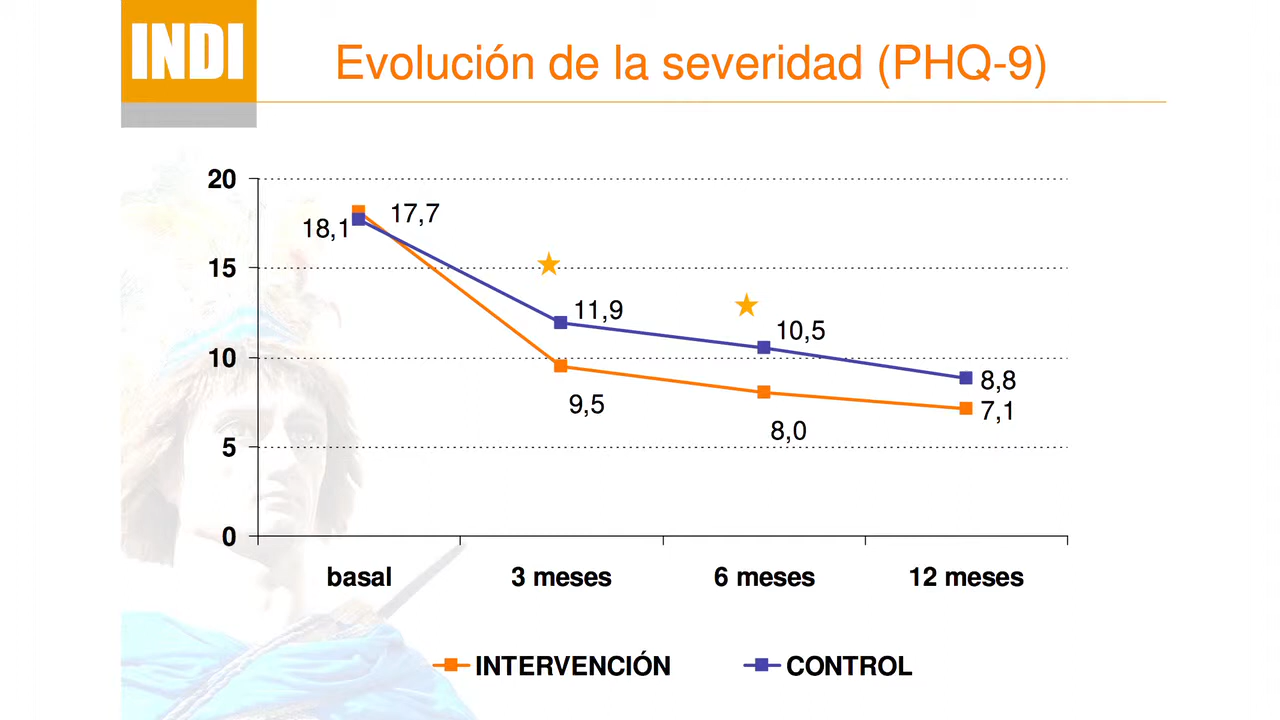 INDI
Evolución de la severidad (PHQ-9)
20
15
10
5
0
18,1
17,7
11,9
10,5
8,8
9,5
8,0
7,1
basal
3 meses
6 meses
12 meses
INTERVENCIÓN
CONTROL